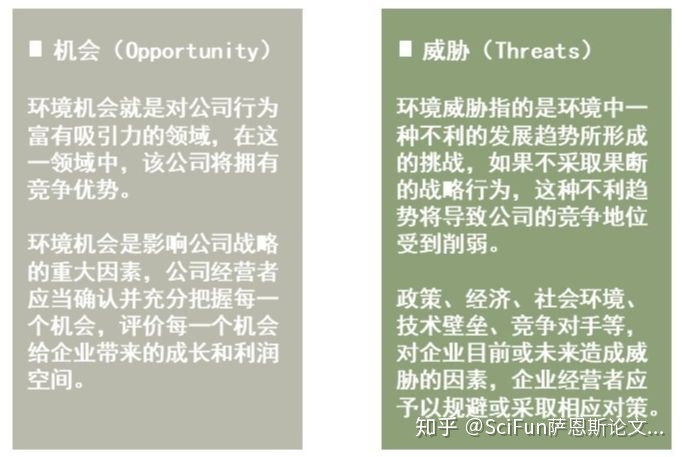 ■ 机会（Opportunity）
环境机会就是对公司行为
富有吸引力的领域，在这
一领域中，该公司将拥有
竞争优势。
环境机会是影响公司战略
的重大因素，公司经营者
应当确认并充分把握每一
个机会，评价每一个机会
给企业带来的成长和利润
空间。
■ 威胁（Threats）
环境威胁指的是环境中一
种不利的发展趋势所形成
的挑战，如果不采取果断
的战略行为，这种不利趋
势将导致公司的竞争地位
受到削弱。
政策、经济、社会环境、
技术壁垒、竞争对手等，
对企业目前或未来造成威
胁的因素，企业经营者应
予以规避或采取相应对策。
知乎 @SciFun萨恩斯论文...